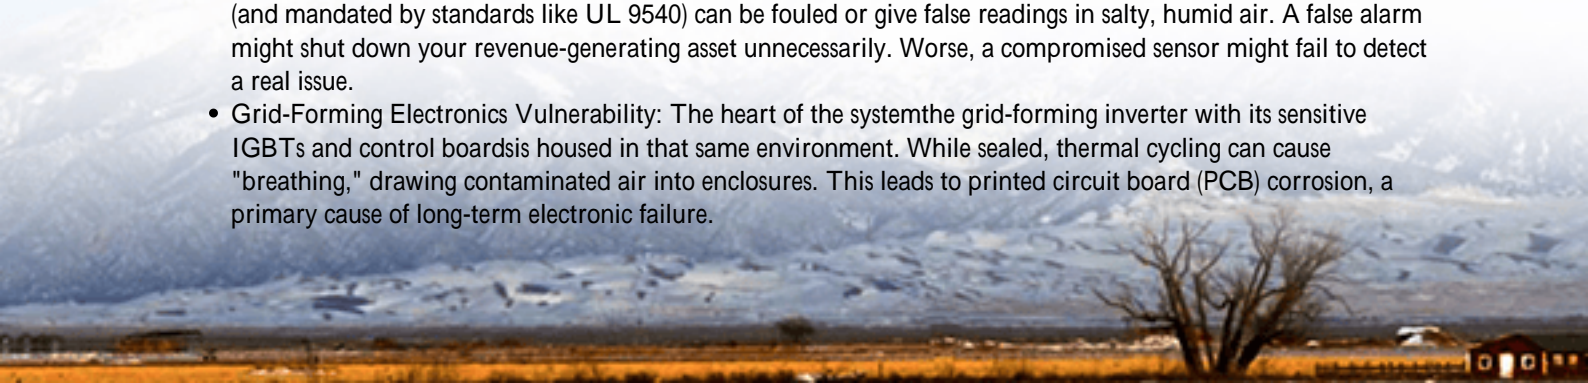 (and mandated by standards like UL 9540) can be fouled or give false readings in salty, humid air. A false alarm
might shut down your revenue-generating asset unnecessarily. Worse, a compromised sensor might fail to detect
a real issue.
• Grid-Forming Electronics Vulnerability: The heart of the systemthe grid-forming inverter with its sensitive
IGBTs and control boardsis housed in that same environment. While sealed, thermal cycling can cause
"breathing," drawing contaminated air into enclosures. This leads to printed circuit board (PCB) corrosion, a
primary cause of long-term electronic failure.